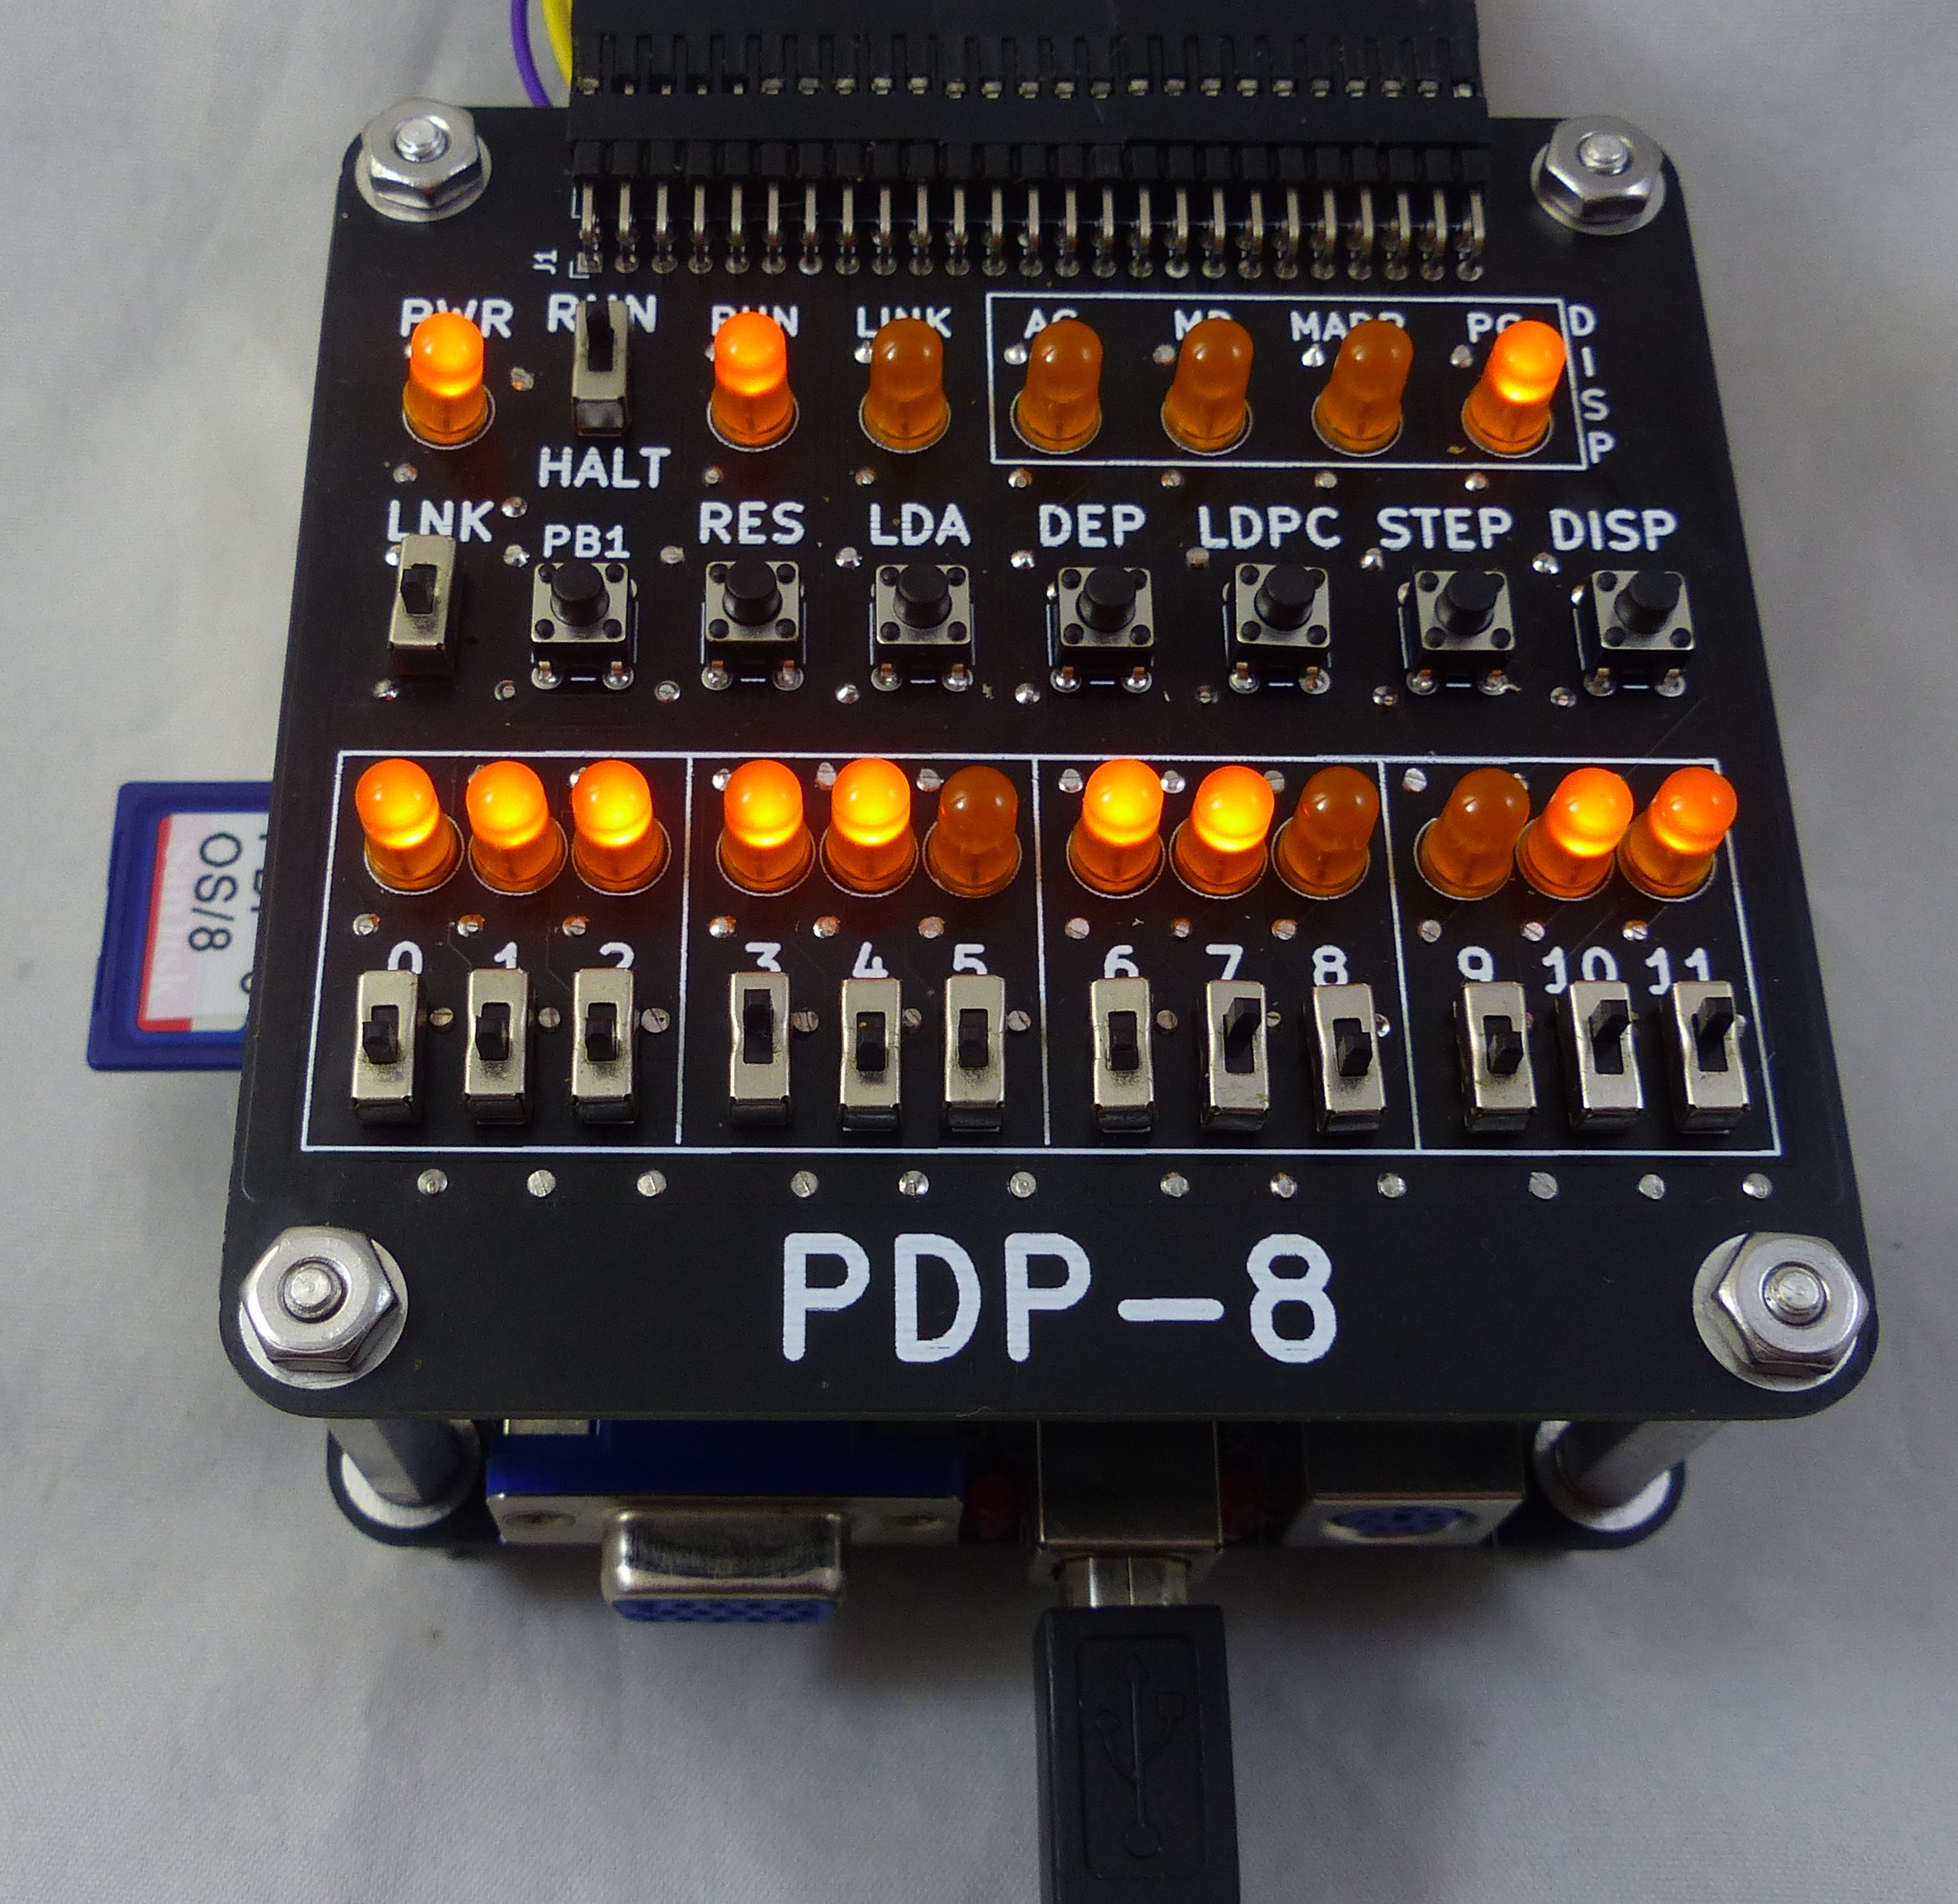 J1
PWR RUN RUN LINK AC MD MADR PC
DISP
HALT
LNK PB1 RES LDA DEP LDPC STEP DISP
OS/8
0 1 2 3 4 5 6 7 8 9 10 11
PDP-8